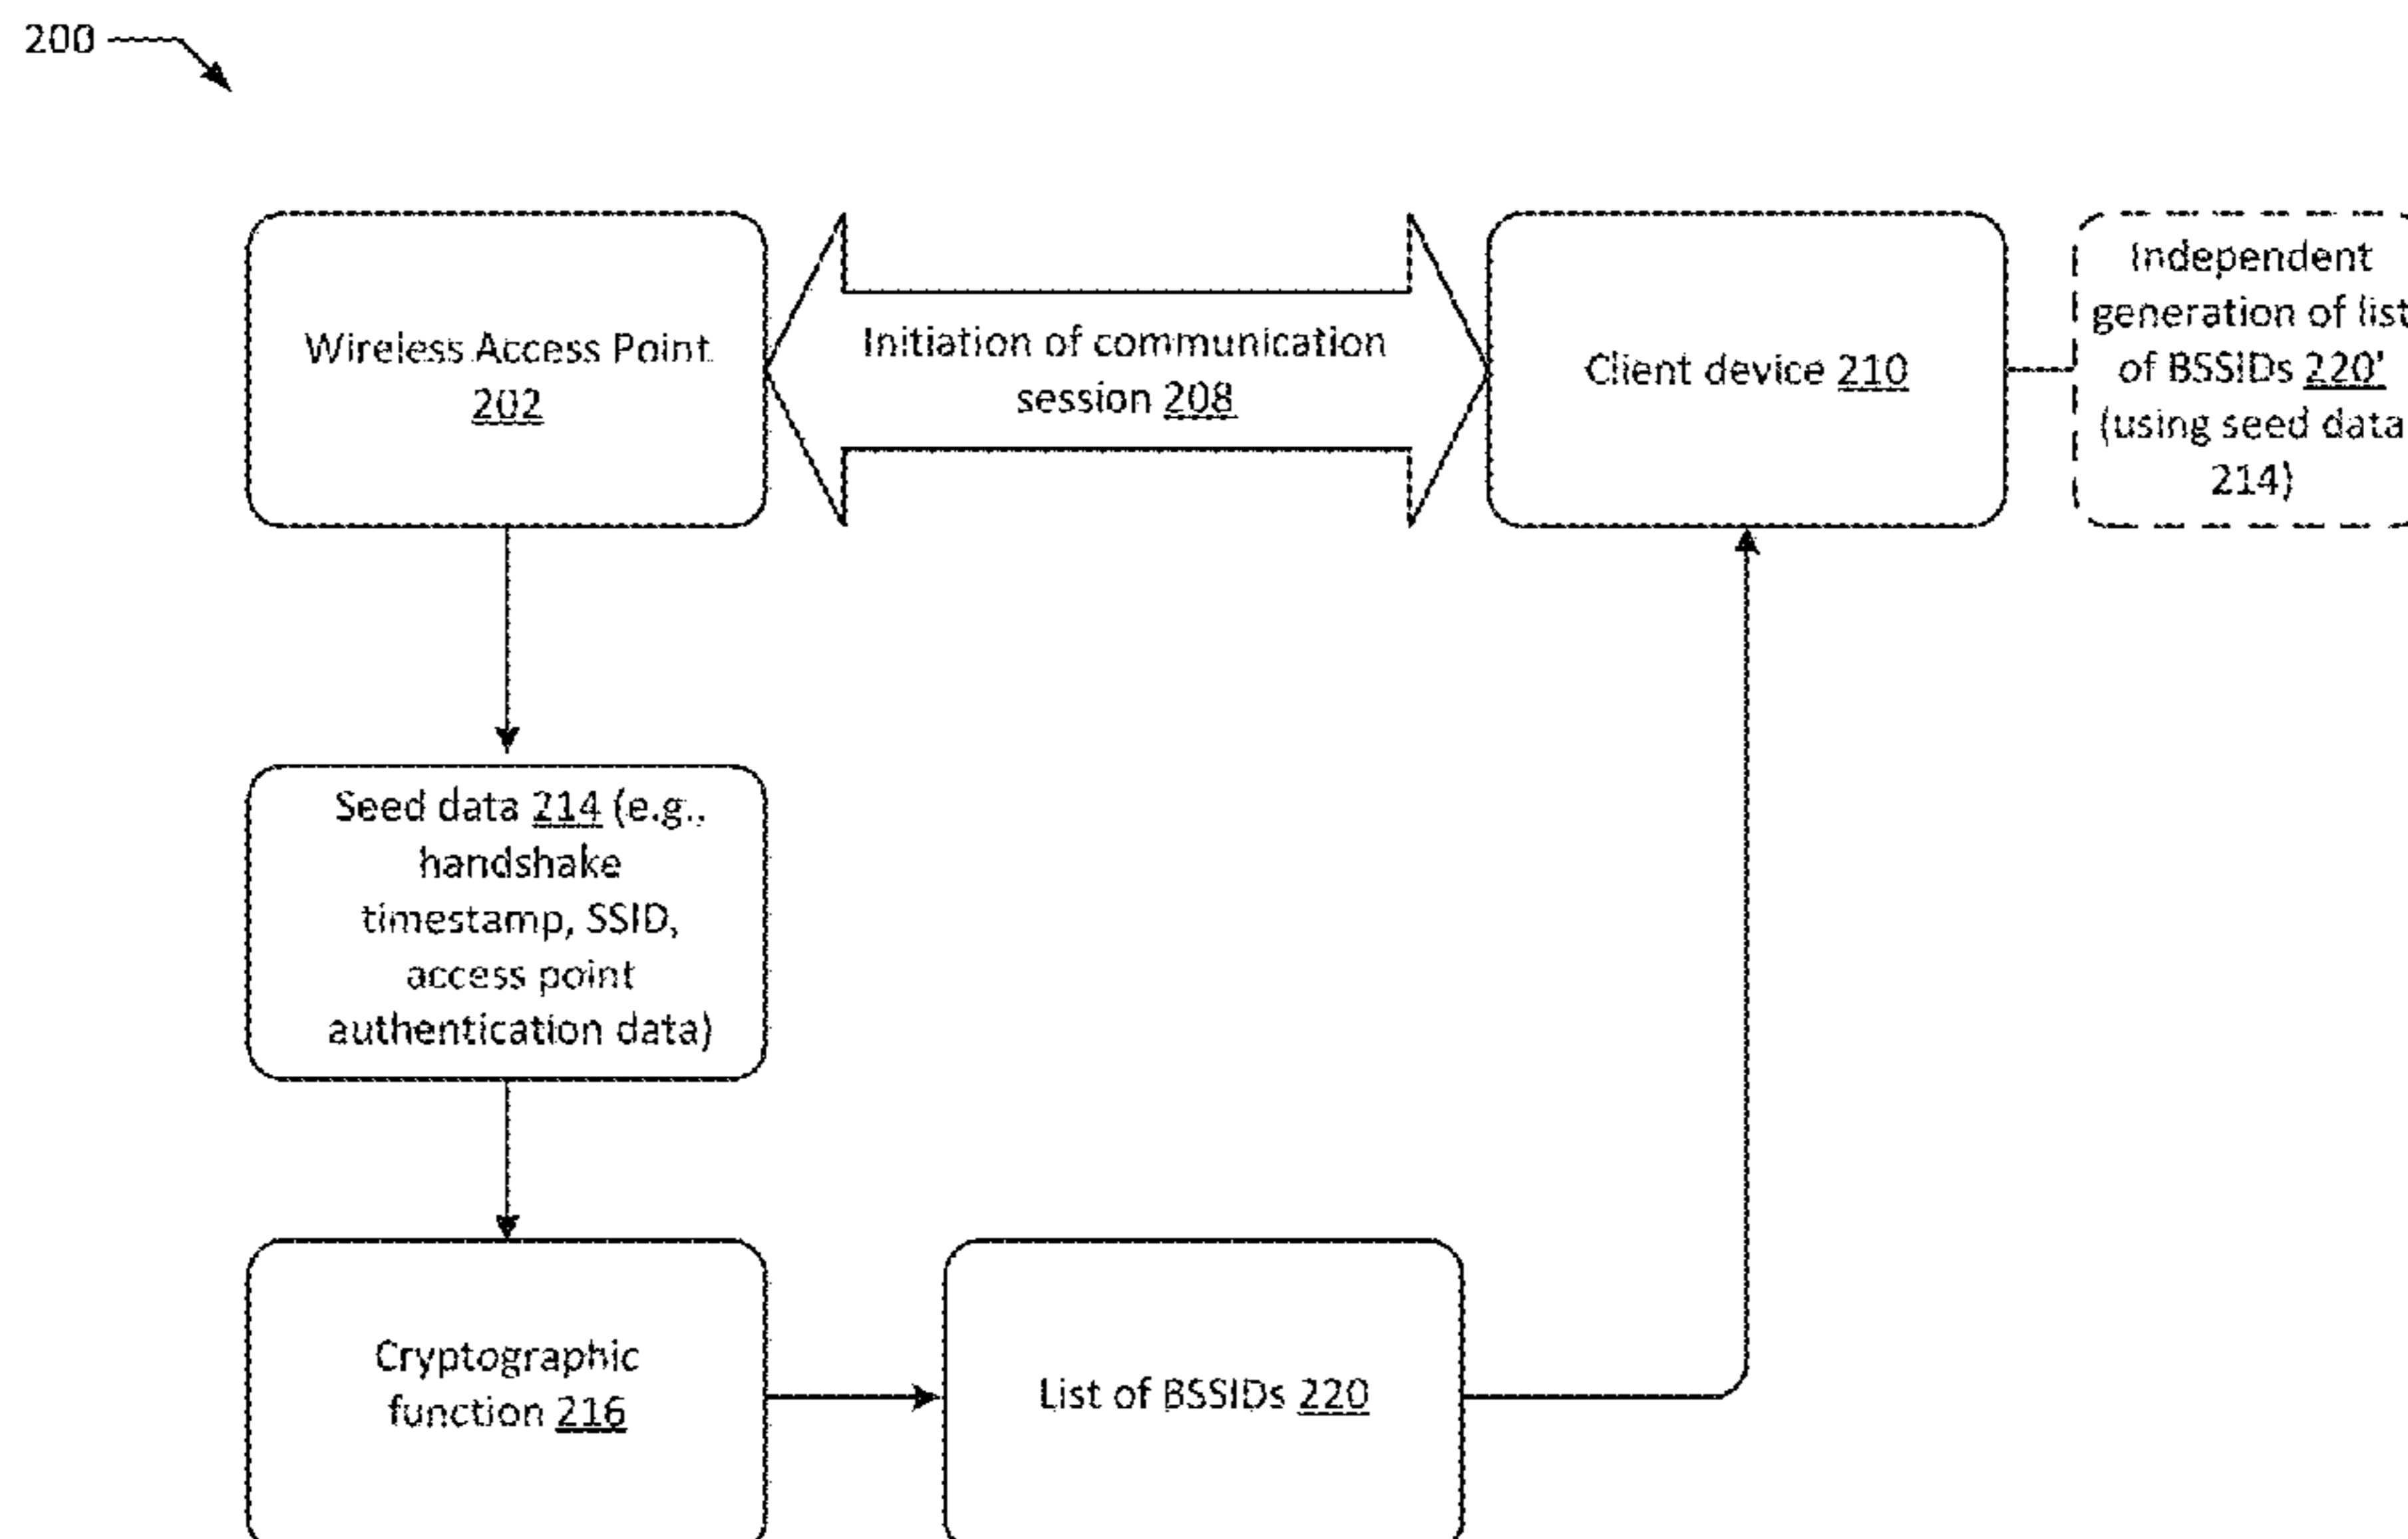 200
Wireless Access Point
202
Initiation of communication
session 208
Client device 210
Independent
generation of list
of BSSIDs 220'
(using seed data
214)
Seed data 214 (e.g.,
handshake
timestamp, SSID,
access point
authentication data)
Cryptographic
function 216
List of BSSIDs 220